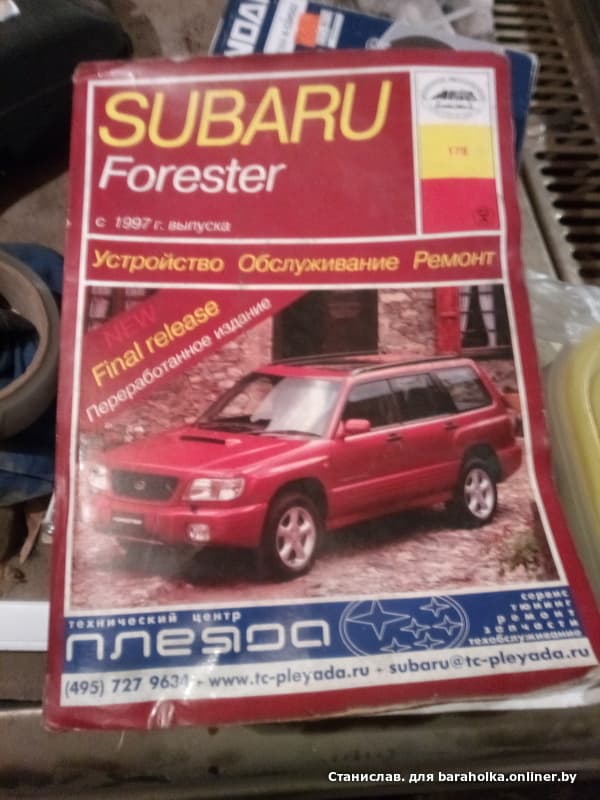 SUBARU
Forester
с 1997 г. выпуска
178
Устройство Обслуживание Ремонт
NEW
Final release
Переработанное издание
технический центр
плеяда
сервис
тюнинг
ремонт
запчасти
техобслуживание
(495) 727 9634 - www.tc-pleyada.ru - subaru@tc-pleyada.ru
Станислав. для baraholka.onliner.by